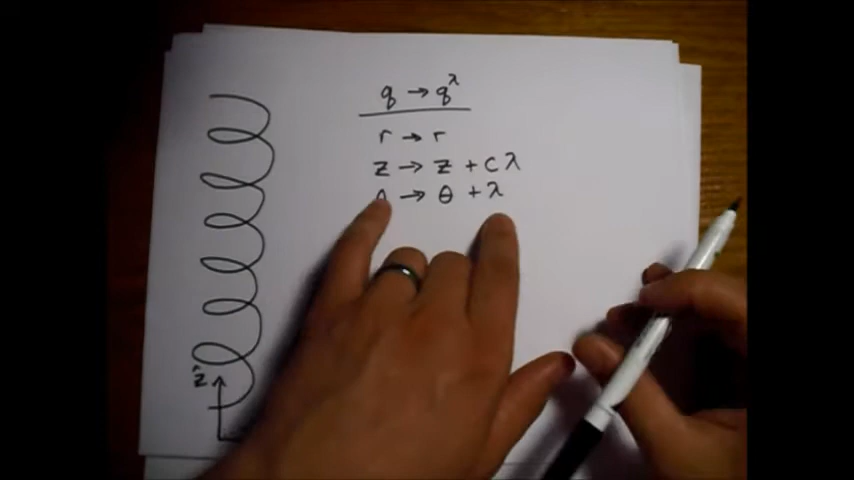 q → q^λ
r → r
z → z + cλ
θ → θ + λ
ẑ